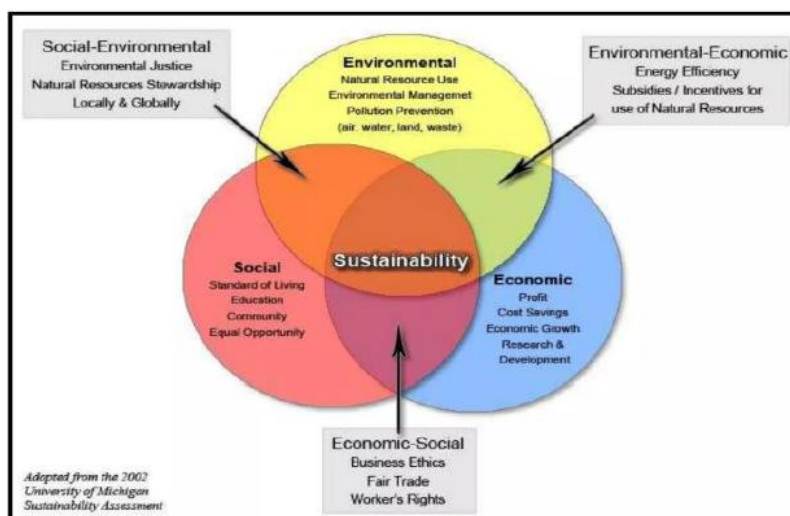 Social-Environmental
Environmental Justice
Natural Resources Stewardship
Locally & Globally
Environmental
Natural Resource Use
Environmental Managemet
Pollution Prevention
(air. water, land, waste)
Environmental-Economic
Energy Efficiency
Subsidies / Incentives for
use of Natural Resources
Sustainability
Social
Standard of Living
Education
Community
Equal Opportunity
Economic
Profit
Cost Savings
Economic Growth
Research &
Development
Economic-Social
Business Ethics
Fair Trade
Worker's Rights
Adopted from the 2002
University of Michigan
Sustainability Assessment